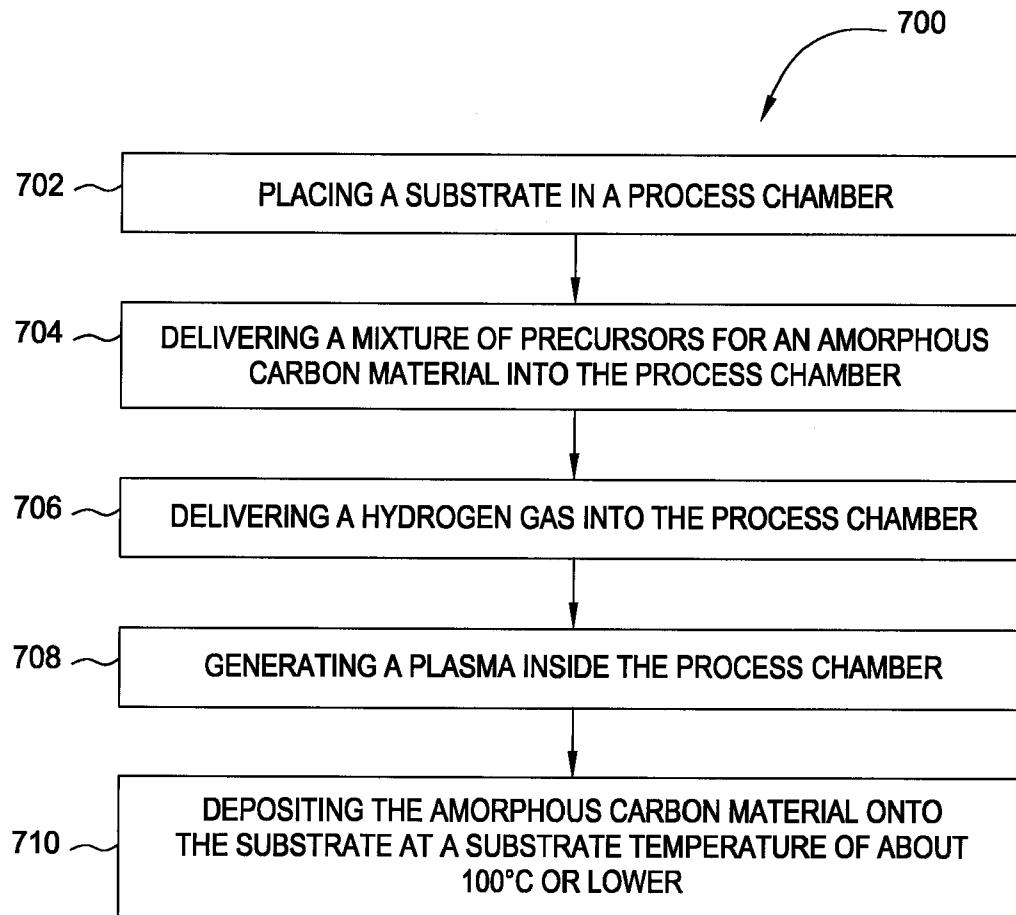 700
702
PLACING A SUBSTRATE IN A PROCESS CHAMBER
704
DELIVERING A MIXTURE OF PRECURSORS FOR AN AMORPHOUS
CARBON MATERIAL INTO THE PROCESS CHAMBER
706
DELIVERING A HYDROGEN GAS INTO THE PROCESS CHAMBER
708
GENERATING A PLASMA INSIDE THE PROCESS CHAMBER
710
DEPOSITING THE AMORPHOUS CARBON MATERIAL ONTO
THE SUBSTRATE AT A SUBSTRATE TEMPERATURE OF ABOUT
100°C OR LOWER